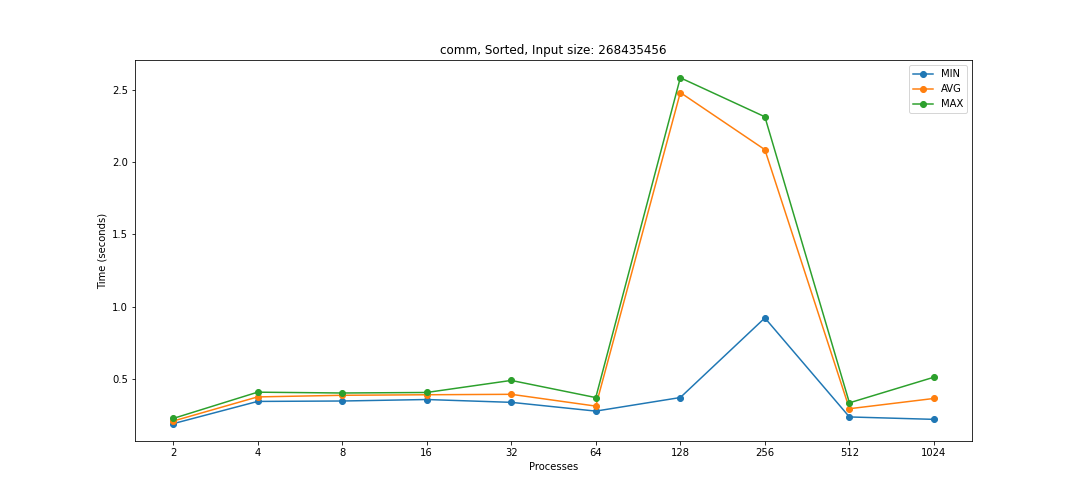 comm, Sorted, Input size: 268435456
MIN
AVG
MAX
2.5
2.0
1.5
1.0
0.5
Time (seconds)
2 4 8 16 32 64 128 256 512 1024
Processes